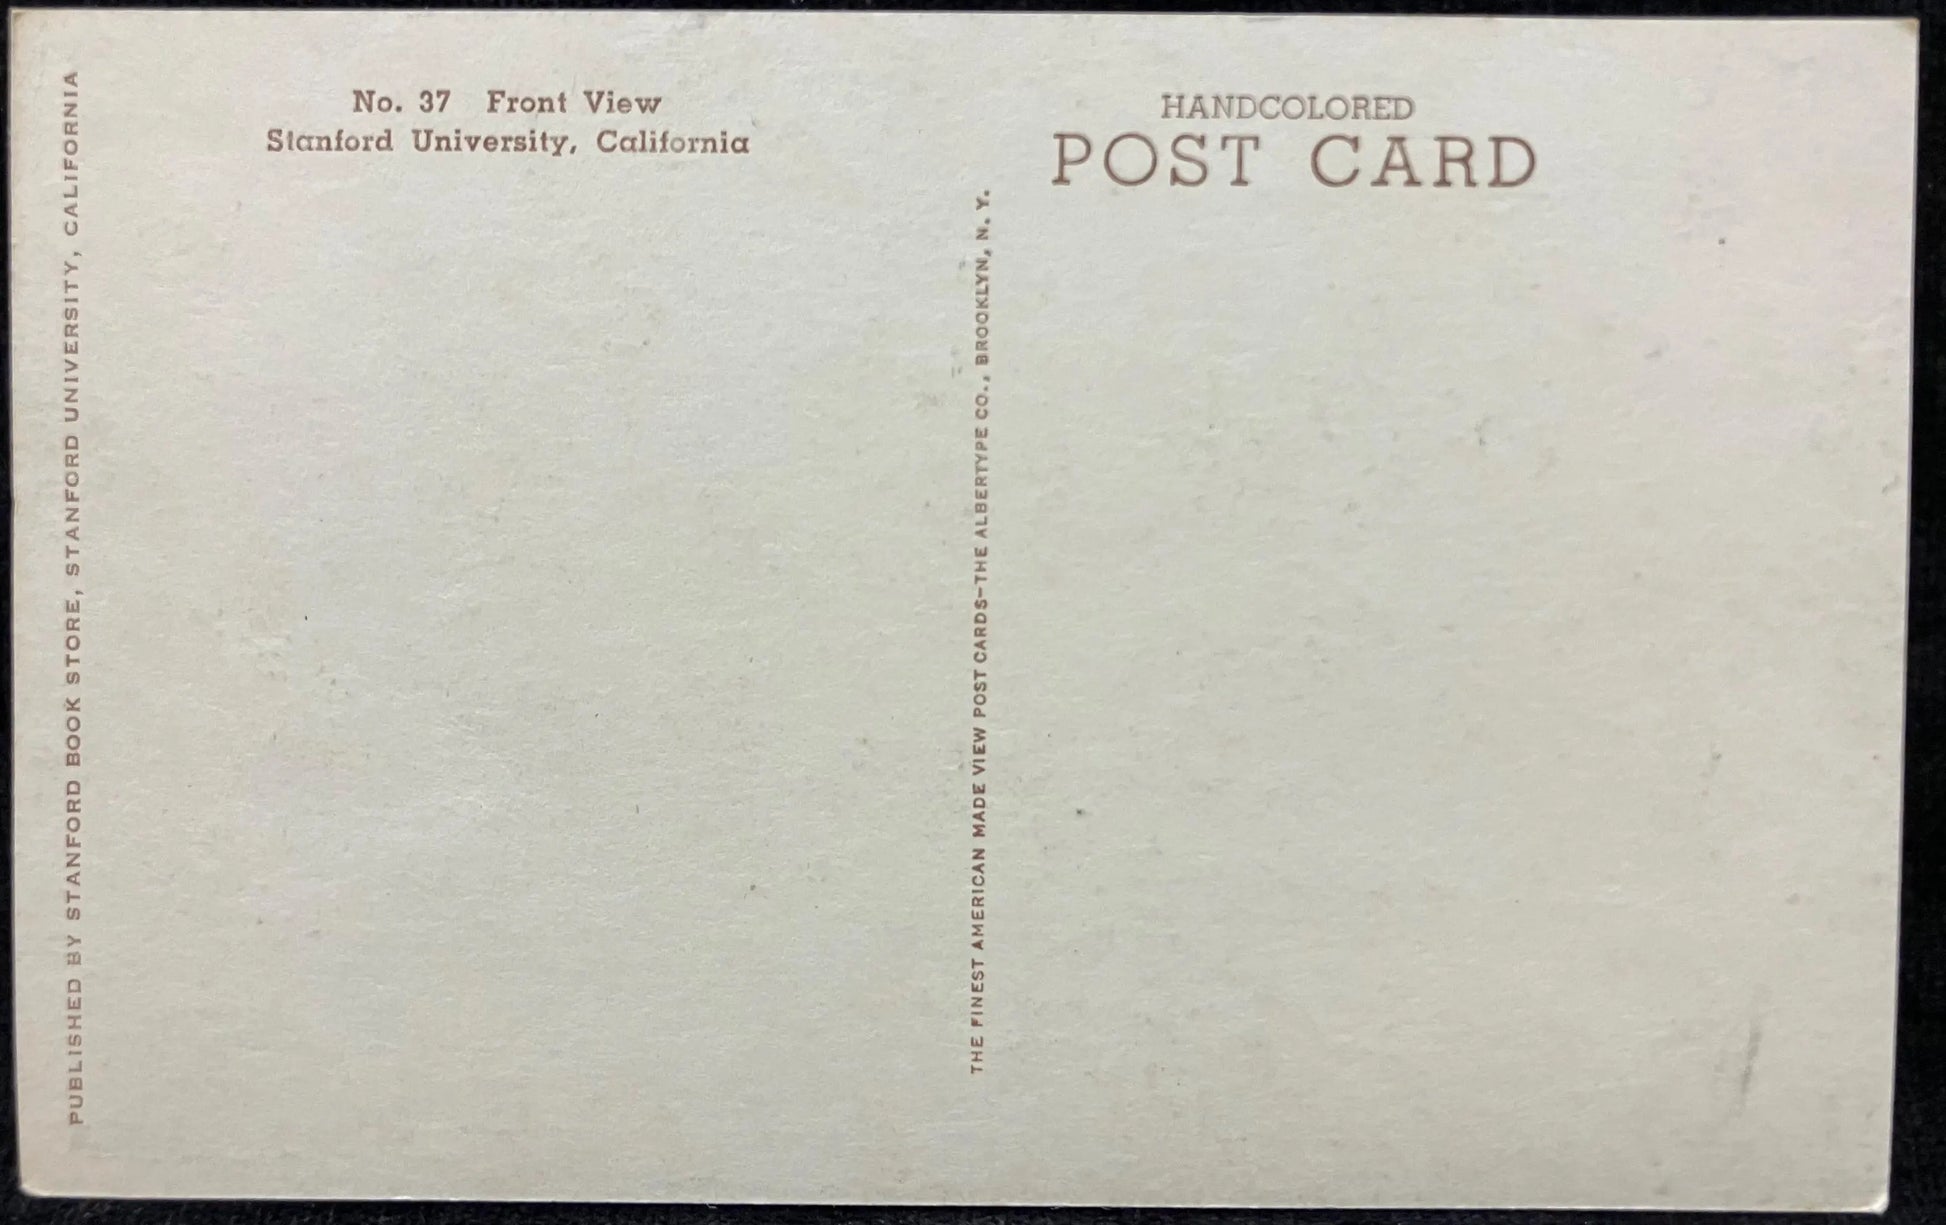 PUBLISHED BY STANFORD BOOK STORE, STANFORD UNIVERSITY, CALIFORNIA
No. 37 Front View
Stanford University, California
THE FINEST AMERICAN MADE VIEW POST CARDS–THE ALBERTYPE CO., BROOKLYN, N. Y.
HANDCOLORED
POST CARD